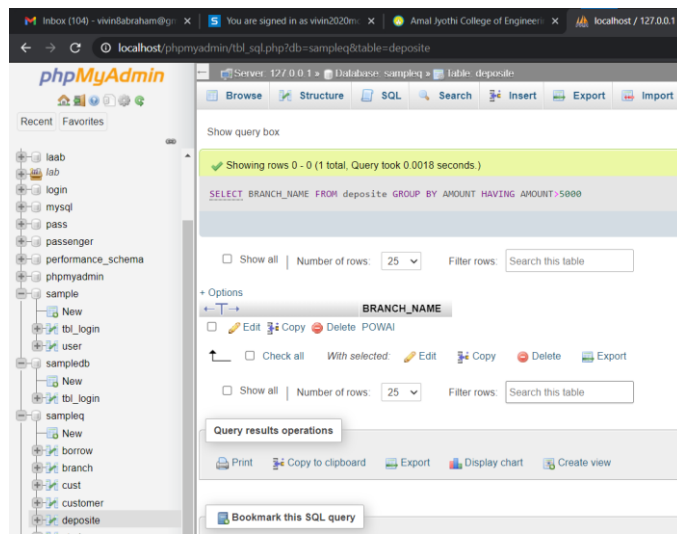 Inbox (104) - vivin8abraham@gm
You are signed in as vivin2020mc
Amal Jyothi College of Engineeri
localhost / 127.0.0.1
localhost/phpmyadmin/tbl_sql.php?db=sampleq&table=deposite
phpMyAdmin
Recent Favorites
laab
lab
login
mysql
pass
passenger
performance_schema
phpmyadmin
sample
New
tbl_login
user
sampledb
New
tbl_login
sampleq
New
borrow
branch
cust
customer
deposite
Server: 127.0.0.1 » Database: sampleq » Table: deposite
Browse Structure SQL Search Insert Export Import
Show query box
Showing rows 0 - 0 (1 total, Query took 0.0018 seconds.)
SELECT BRANCH_NAME FROM deposite GROUP BY AMOUNT HAVING AMOUNT>5000
Show all | Number of rows: 25 Filter rows: Search this table
+ Options
←T→ BRANCH_NAME
Edit Copy Delete POWAI
Check all With selected: Edit Copy Delete Export
Show all | Number of rows: 25 Filter rows: Search this table
Query results operations
Print Copy to clipboard Export Display chart Create view
Bookmark this SQL query